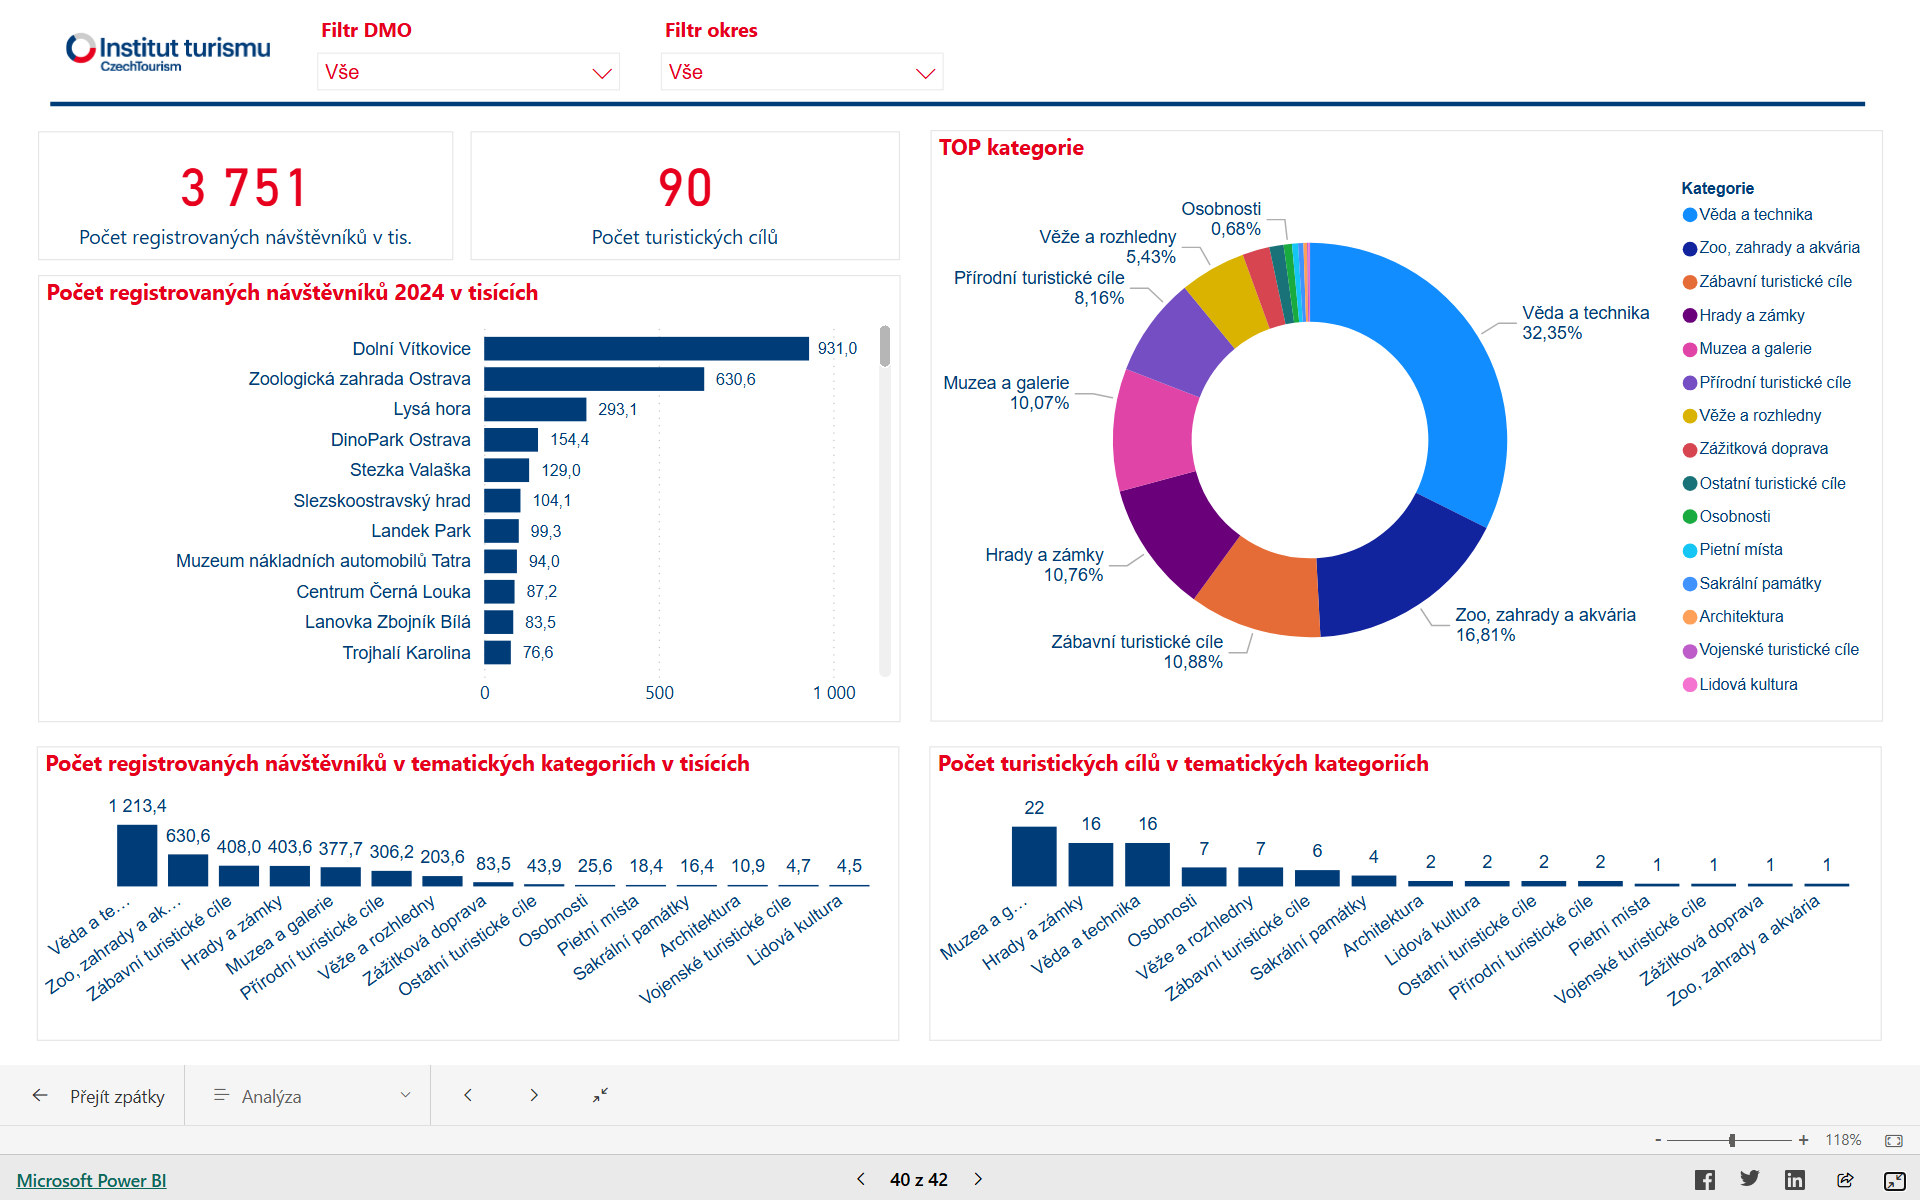 Institut turismu
CzechTourism
Filtr DMO
Vše
Filtr okres
Vše
3 751
Počet registrovaných návštěvníků v tis.
90
Počet turistických cílů
Počet registrovaných návštěvníků 2024 v tisících
Dolní Vítkovice 931,0
Zoologická zahrada Ostrava 630,6
Lysá hora 293,1
DinoPark Ostrava 154,4
Stezka Valaška 129,0
Slezskoostravský hrad 104,1
Landek Park 99,3
Muzeum nákladních automobilů Tatra 94,0
Centrum Černá Louka 87,2
Lanovka Zbojník Bílá 83,5
Trojhalí Karolina 76,6
0 500 1 000
TOP kategorie
Osobnosti
0,68%
Věže a rozhledny
5,43%
Přírodní turistické cíle
8,16%
Muzea a galerie
10,07%
Hrady a zámky
10,76%
Zábavní turistické cíle
10,88%
Zoo, zahrady a akvária
16,81%
Věda a technika
32,35%
Kategorie
Věda a technika
Zoo, zahrady a akvária
Zábavní turistické cíle
Hrady a zámky
Muzea a galerie
Přírodní turistické cíle
Věže a rozhledny
Zážitková doprava
Ostatní turistické cíle
Osobnosti
Pietní místa
Sakrální památky
Architektura
Vojenské turistické cíle
Lidová kultura
Počet registrovaných návštěvníků v tematických kategoriích v tisících
1 213,4 630,6 408,0 403,6 377,7 306,2 203,6 83,5 43,9 25,6 18,4 16,4 10,9 4,7 4,5
Věda a te...
Zoo, zahrady a ak...
Zábavní turistické cíle
Hrady a zámky
Muzea a galerie
Přírodní turistické cíle
Věže a rozhledny
Zážitková doprava
Ostatní turistické cíle
Osobnosti
Pietní místa
Sakrální památky
Architektura
Vojenské turistické cíle
Lidová kultura
Počet turistických cílů v tematických kategoriích
22 16 16 7 7 6 4 2 2 2 2 1 1 1 1
Muzea a g...
Hrady a zámky
Věda a technika
Osobnosti
Věže a rozhledny
Zábavní turistické cíle
Sakrální památky
Architektura
Lidová kultura
Ostatní turistické cíle
Přírodní turistické cíle
Pietní místa
Vojenské turistické cíle
Zážitková doprava
Zoo, zahrady a akvária
Přejít zpátky
Analýza
- + 118%
Microsoft Power BI
40 z 42